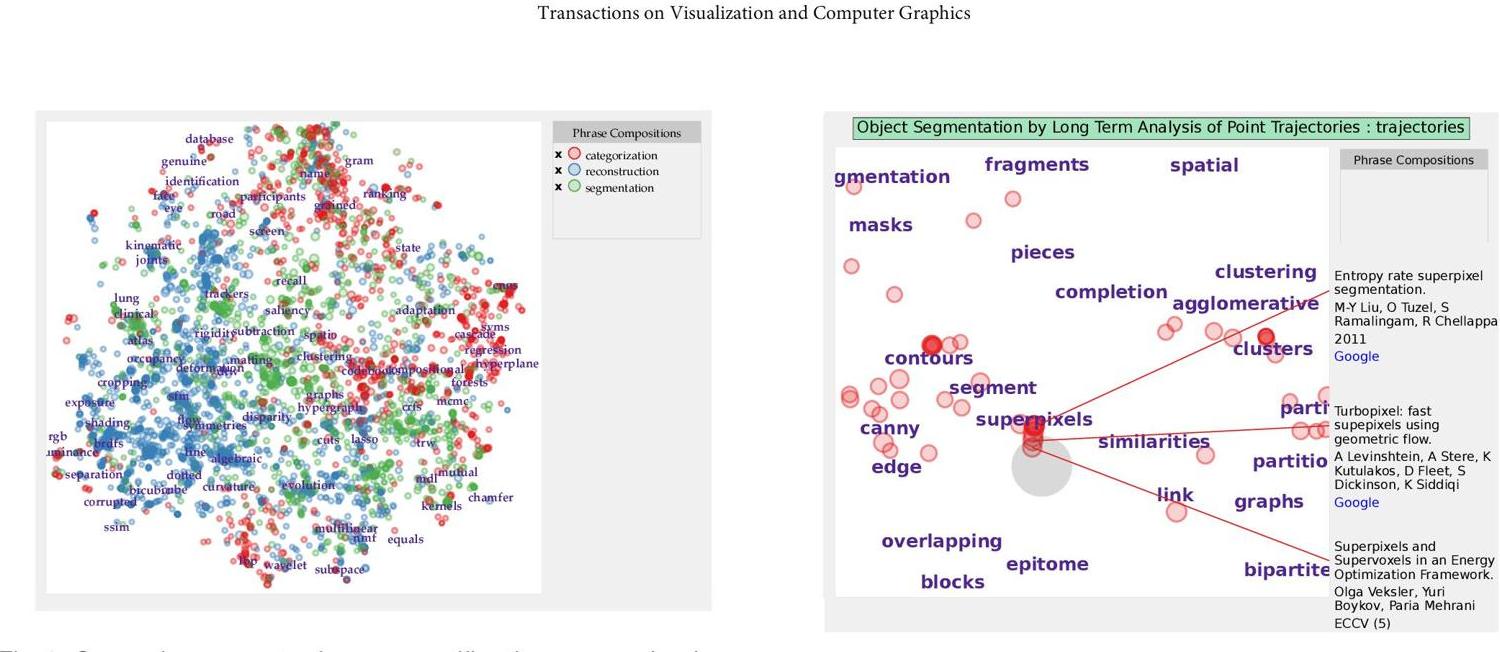 Transactions on Visualization and Computer Graphics
database
genuine
gram
name
identification
face
eye
participants
ranking
grained
road
screen
kinematic
joints
state
recall
trackers
lung
clinical
saliency
adaptation
cnns
atlas
rigidity
subtraction
spatio
svms
cascade
regression
occupancy
matting
clustering
hyperplane
deformation
codebooks
compositional
cropping
sfm
forests
exposure
graphs
hypergraph
crfs
mcmc
shading
flow
symmetries
disparity
rgb
brdfs
cuts
lasso
trw
uminance
line
algebraic
separation
dotted
curvature
evolution
mdl
mutual
bicubic
corrupted
kernels
chamfer
ssim
multilinear
nmf
equals
lbp
wavelet
subspace
Phrase Compositions
x categorization
x reconstruction
x segmentation
Object Segmentation by Long Term Analysis of Point Trajectories : trajectories
gmentation
fragments
spatial
masks
pieces
clustering
completion
agglomerative
contours
clusters
segment
superpixels
parti
canny
similarities
edge
partitio
link
graphs
overlapping
epitome
bipartite
blocks
Phrase Compositions
Entropy rate superpixel
segmentation.
M-Y Liu, O Tuzel, S
Ramalingam, R Chellappa
2011
Google
Turbopixel: fast
supepixels using
geometric flow.
A Levinshtein, A Stere, K
Kutulakos, D Fleet, S
Dickinson, K Siddiqi
Google
Superpixels and
Supervoxels in an Energy
Optimization Framework.
Olga Veksler, Yuri
Boykov, Paria Mehrani
ECCV (5)